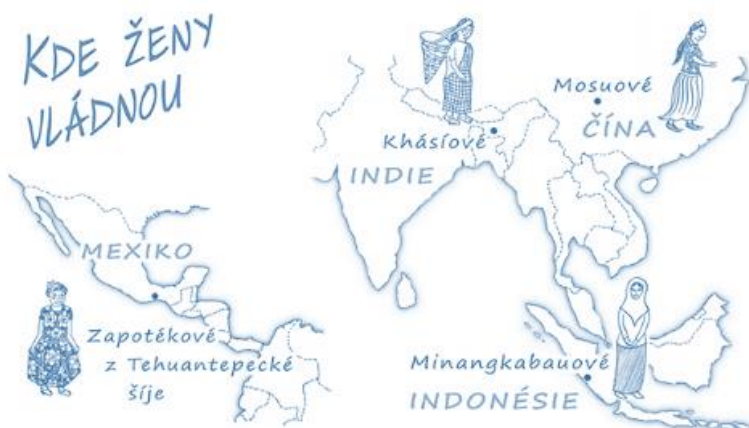 KDE ŽENY
VLÁDNOU
Mosuové
ČÍNA
Khásíové
INDIE
MEXIKO
Zapotékové
z Tehuantepecké
šíje
Minangkabauové
INDONÉSIE